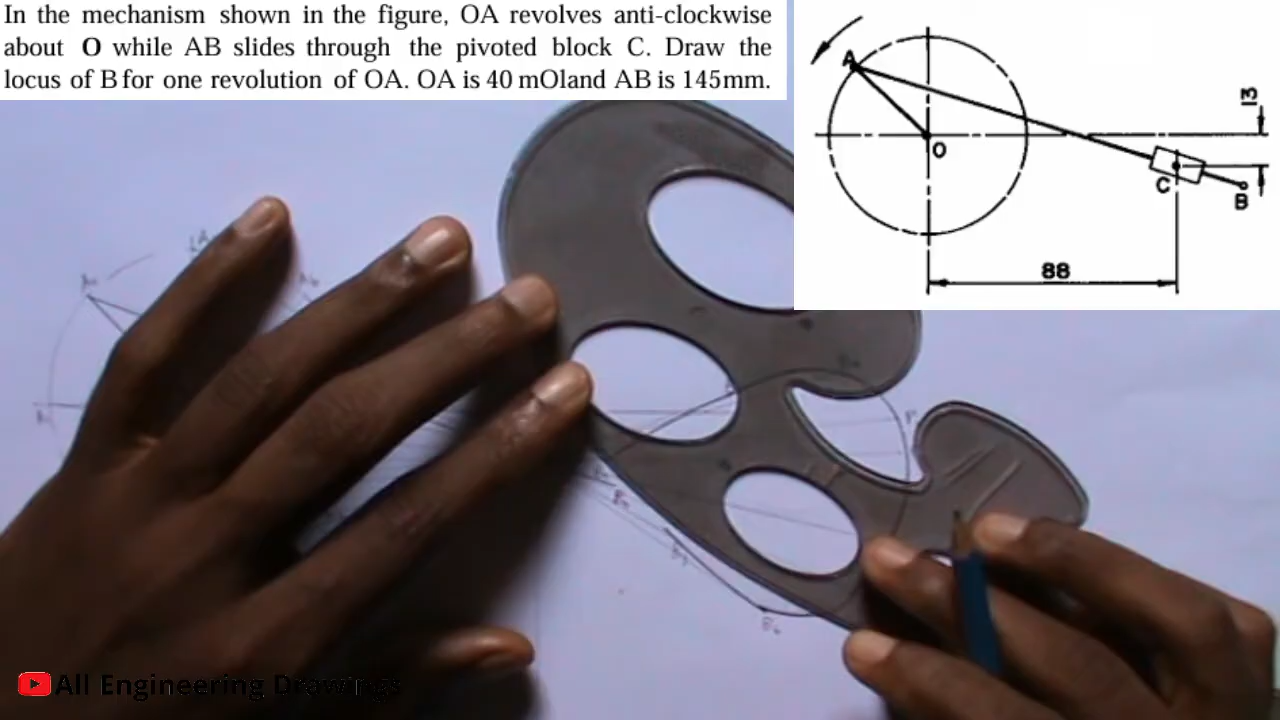 In the mechanism shown in the figure, OA revolves anti-clockwise
about O while AB slides through the pivoted block C. Draw the
locus of B for one revolution of OA. OA is 40 mOland AB is 145mm.
A
13
O
C
B
88
All Engineering Drawings